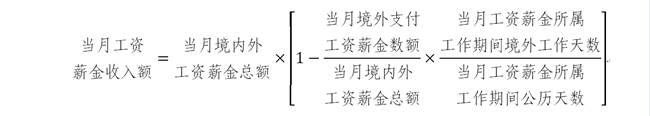 当月境外支付 当月工资薪金所属
当月工资 当月境内外 工资薪金数额 工作期间境外工作天数
= ×[1- × ]
薪金收入额 工资薪金总额 当月境内外 当月工资薪金所属
工资薪金总额 工作期间公历天数